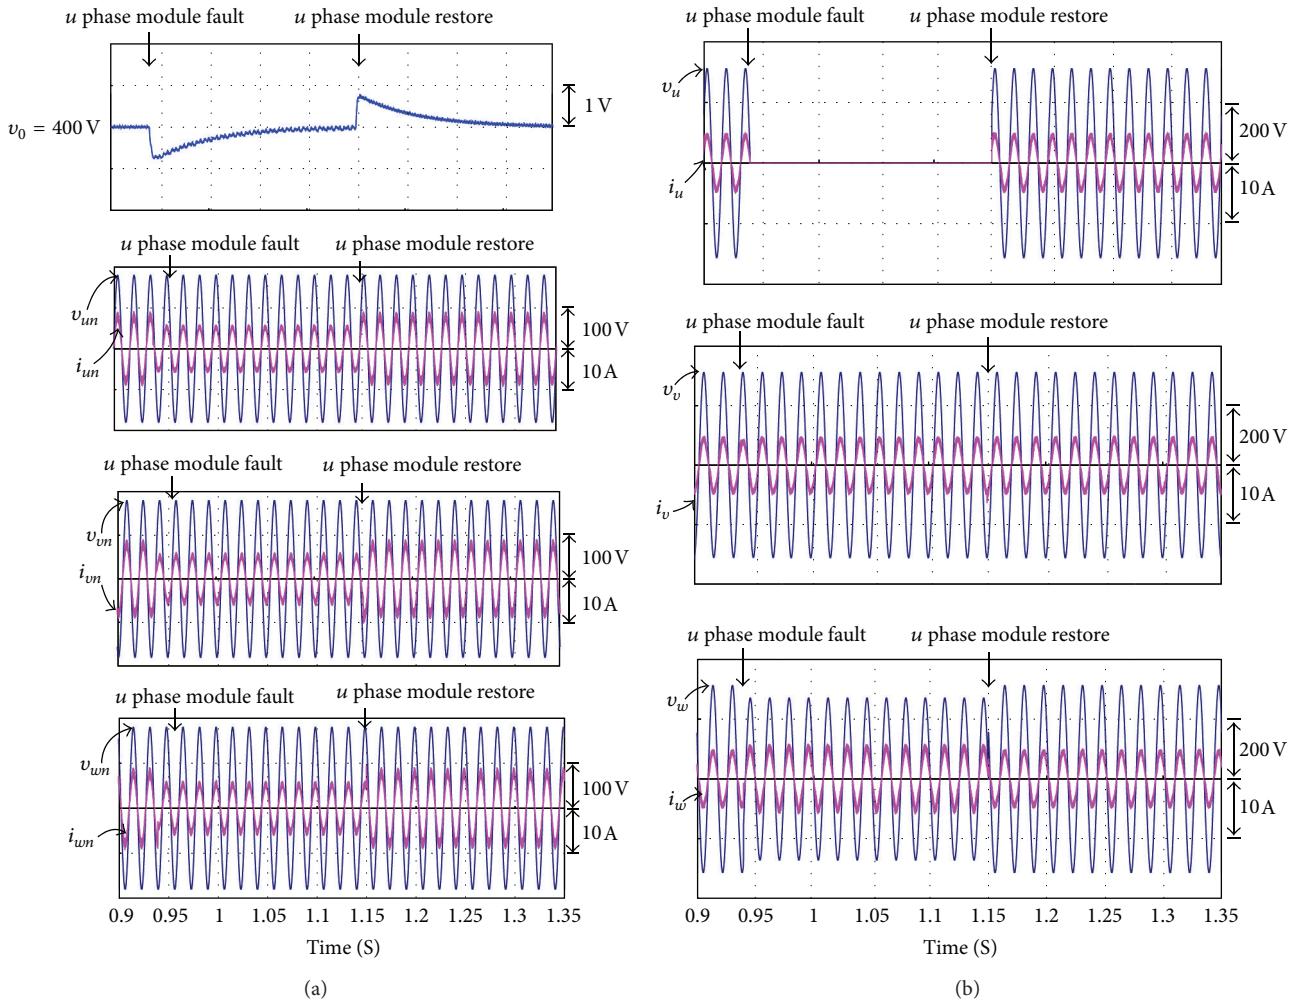 u phase module fault
u phase module restore
v0 = 400 V
1 V
u phase module fault
u phase module restore
vun
iun
100 V
10 A
u phase module fault
u phase module restore
vvn
ivn
100 V
10 A
u phase module fault
u phase module restore
vwn
iwn
100 V
10 A
0.9 0.95 1 1.05 1.1 1.15 1.2 1.25 1.35
Time (S)
(a)
u phase module fault
u phase module restore
vu
iu
200 V
10 A
u phase module fault
u phase module restore
vv
iv
200 V
10 A
u phase module fault
u phase module restore
vw
iw
200 V
10 A
0.9 0.95 1 1.05 1.1 1.15 1.2 1.3 1.35
Time (S)
(b)